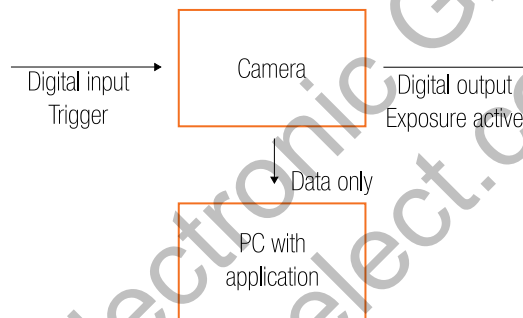 Camera
Digital input
Trigger
Digital output
Exposure active
Data only
PC with
application